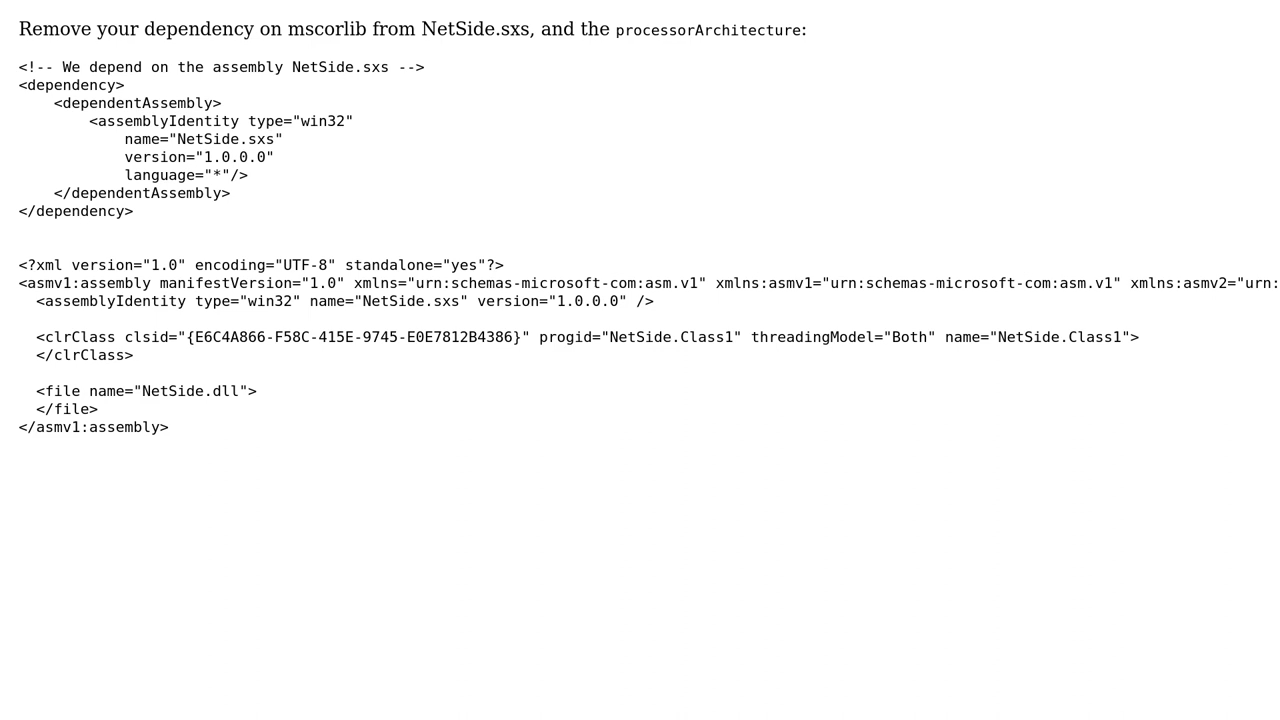 Remove your dependency on mscorlib from NetSide.sxs, and the processorArchitecture:
<!-- We depend on the assembly NetSide.sxs -->
<dependency>
    <dependentAssembly>
        <assemblyIdentity type="win32"
            name="NetSide.sxs"
            version="1.0.0.0"
            language="*"/>
    </dependentAssembly>
</dependency>
<?xml version="1.0" encoding="UTF-8" standalone="yes"?>
<asmv1:assembly manifestVersion="1.0" xmlns="urn:schemas-microsoft-com:asm.v1" xmlns:asmv1="urn:schemas-microsoft-com:asm.v1" xmlns:asmv2="urn:
  <assemblyIdentity type="win32" name="NetSide.sxs" version="1.0.0.0" />
  <clrClass clsid="{E6C4A866-F58C-415E-9745-E0E7812B4386}" progid="NetSide.Class1" threadingModel="Both" name="NetSide.Class1">
  </clrClass>
  <file name="NetSide.dll">
  </file>
</asmv1:assembly>